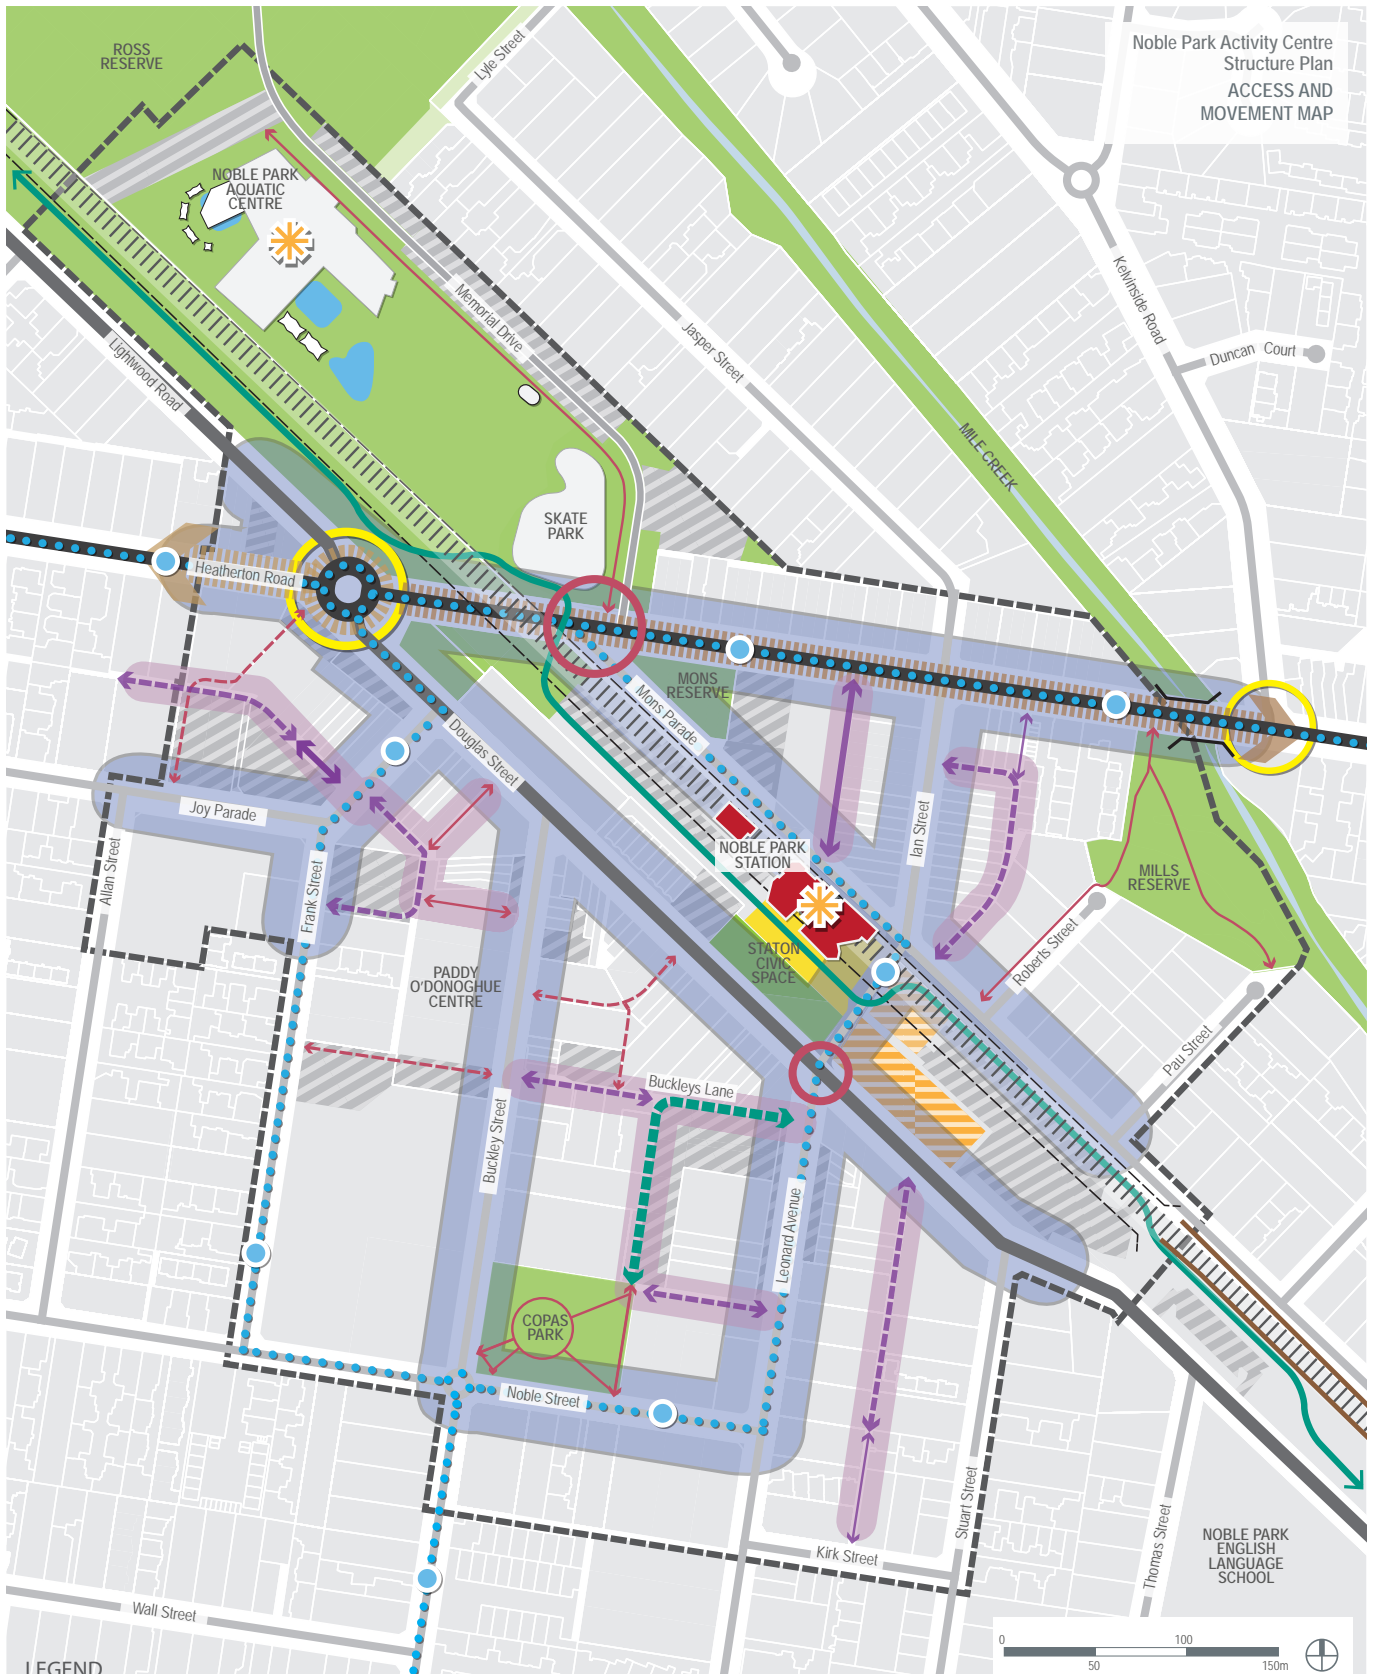 Noble Park Activity Centre
Structure Plan
ACCESS AND
MOVEMENT MAP
ROSS
RESERVE
Lyle Street
NOBLE PARK
AQUATIC
CENTRE
Memorial Drive
Jasper Street
Kelvinside Road
Duncan Court
Lightwood Road
MILE CREEK
SKATE
PARK
Heatherton Road
MONS
RESERVE
Mons Parade
Douglas Street
Joy Parade
Ian Street
NOBLE PARK
STATION
Allan Street
Frank Street
MILLS
RESERVE
STATON
CIVIC
SPACE
Roberts Street
PADDY
O'DONOGHUE
CENTRE
Pau Street
Buckleys Lane
Buckley Street
Leonard Avenue
COPAS
PARK
Noble Street
Stuart Street
Thomas Street
Kirk Street
NOBLE PARK
ENGLISH
LANGUAGE
SCHOOL
Wall Street
0 100
50 150m
LEGEND